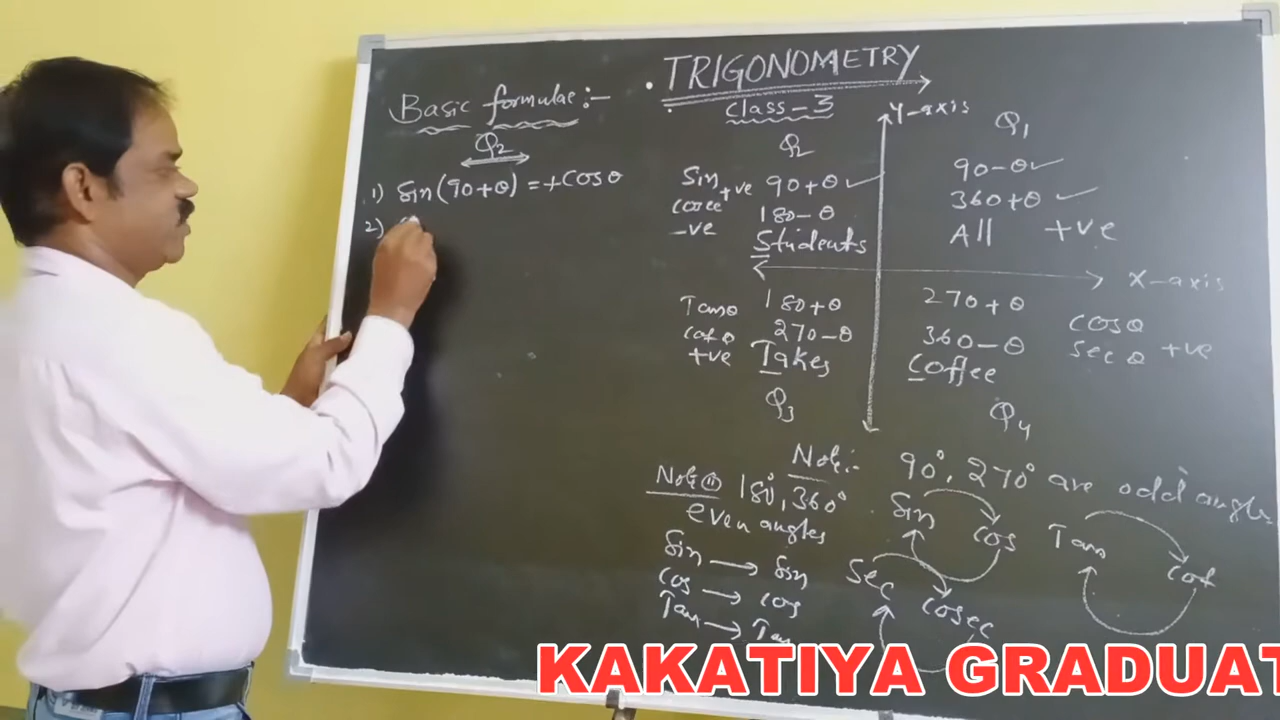 TRIGONOMETRY
Class-3
Basic formulae:-
Q2
1) Sin(90+θ) = +Cosθ
2)
Y-axis
Q2
Sin
+ve
90+θ ✓
cosec
180-θ
-ve
Students
Q1
90-θ ✓
360+θ ✓
All +ve
X-axis
Tanθ
180+θ
cotθ
270-θ
+ve
Takes
Q3
270+θ
360-θ
cosθ
Secθ +ve
Coffee
Q4
Note:-
90°, 270° are odd angles
Note (ii)
180°, 360°
even angles
Sin → Sin
Cos → Cos
Tan → Tan
Sin
Cos
Sec
Cosec
Tan
Cot
KAKATIYA GRADUAT